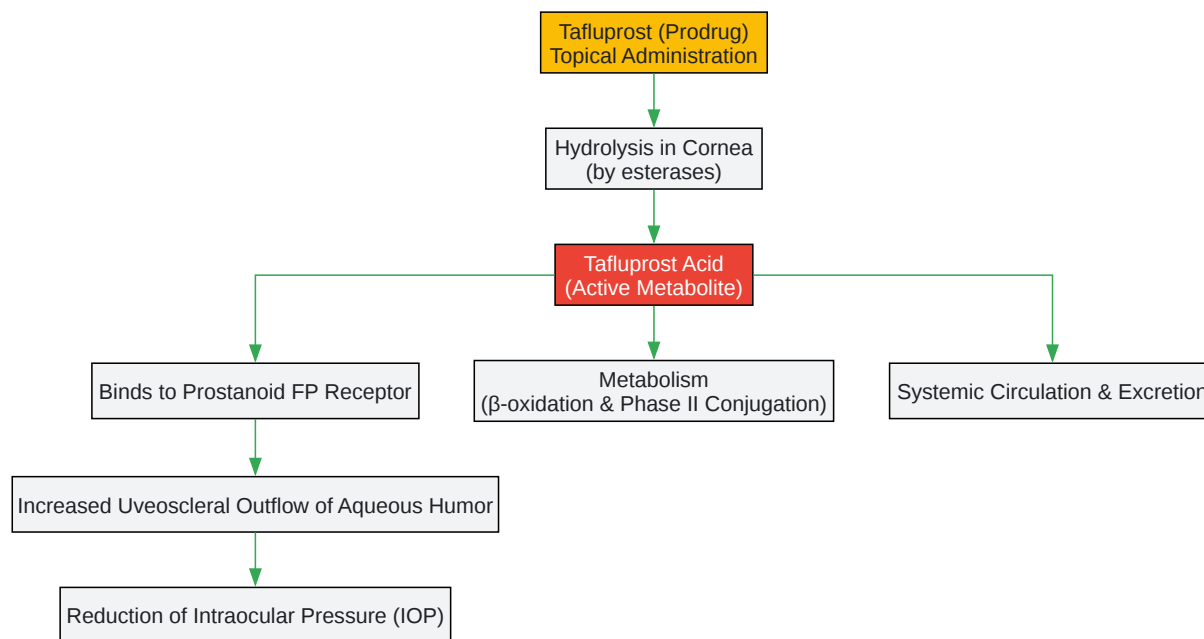 Tafluprost (Prodrug)
Topical Administration
Hydrolysis in Cornea
(by esterases)
Tafluprost Acid
(Active Metabolite)
Binds to Prostanoid FP Receptor
Metabolism
(β-oxidation & Phase II Conjugation)
Systemic Circulation & Excretion
Increased Uveoscleral Outflow of Aqueous Humor
Reduction of Intraocular Pressure (IOP)